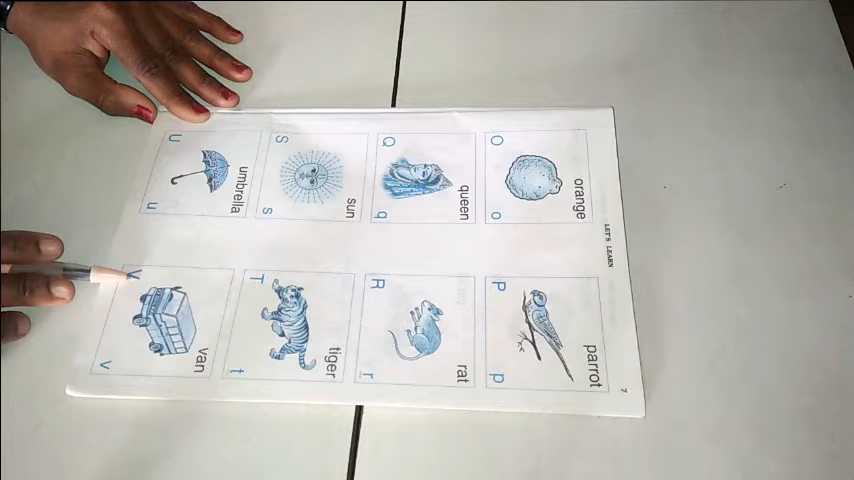 7
LET'S LEARN
orange
O o
parrot
P p
queen
Q q
rat
R r
sun
S s
tiger
T t
umbrella
U u
van
V v